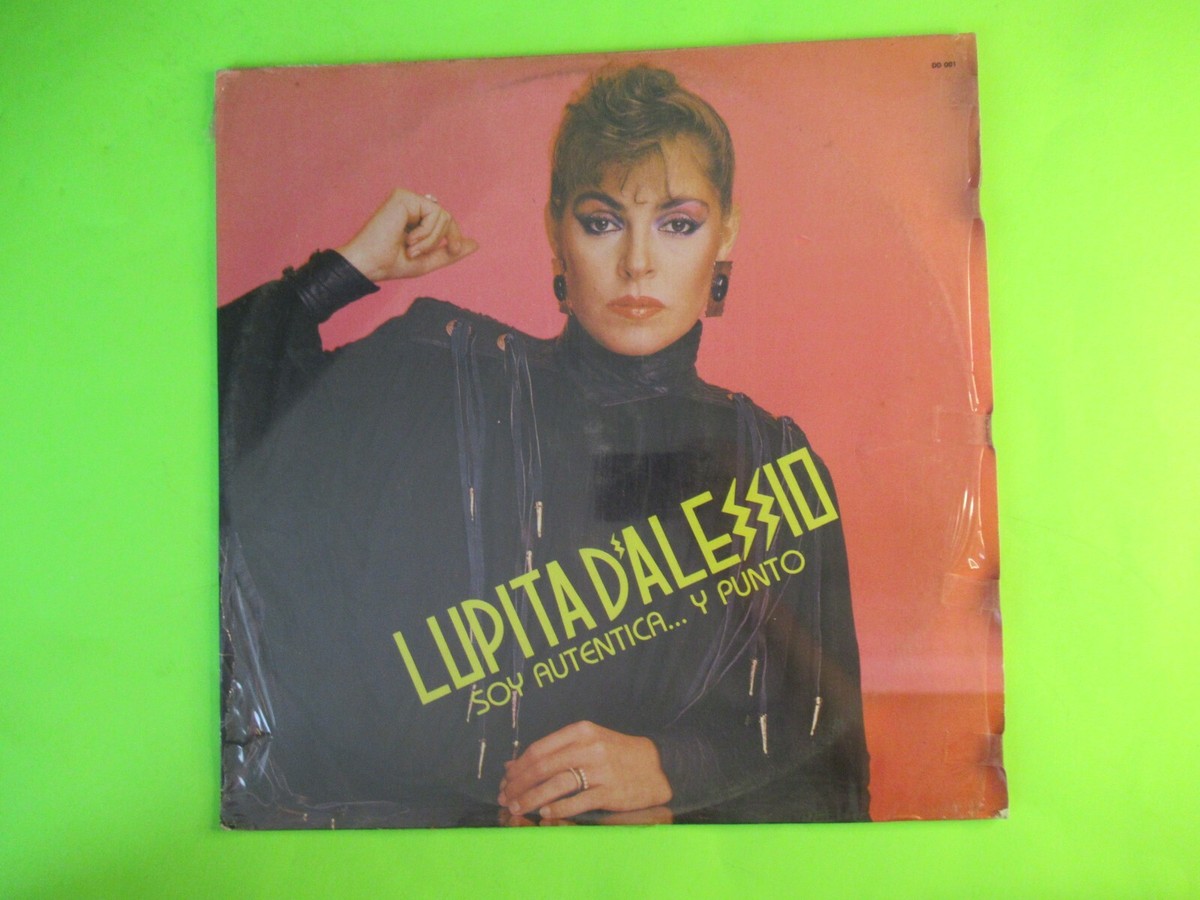 DD 001
LUPITA D'ALESSIO
SOY AUTENTICA... Y PUNTO